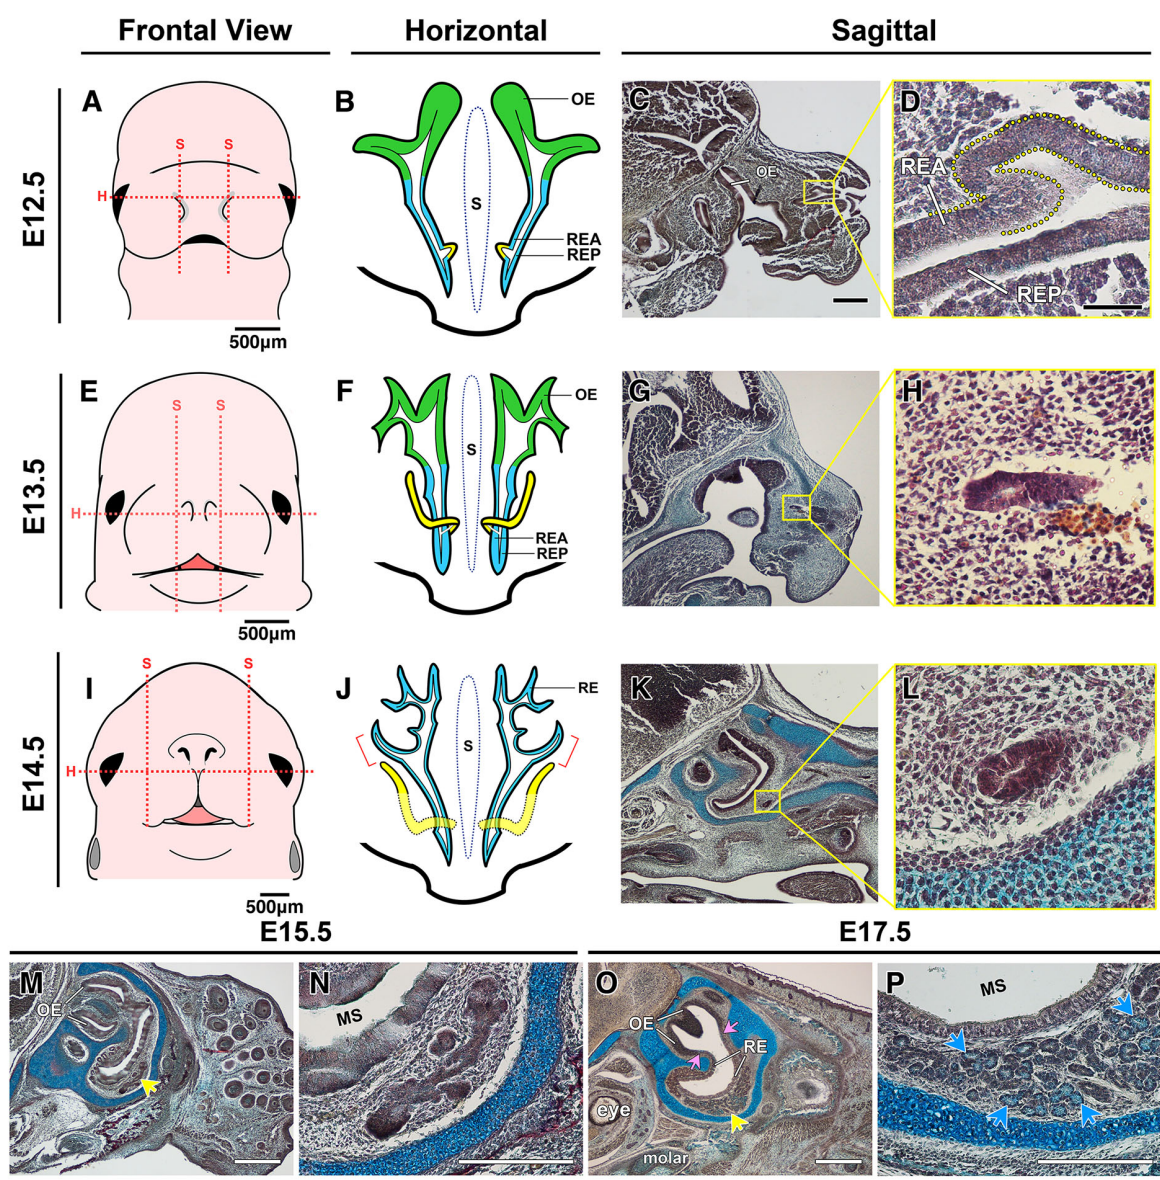 Frontal View
Horizontal
Sagittal
E12.5
A
S
S
H
500µm
B
OE
S
REA
REP
C
OE
D
REA
REP
E13.5
E
S
S
H
500µm
F
OE
S
REA
REP
G
H
E14.5
I
S
S
H
500µm
J
RE
S
K
L
E15.5
E17.5
M
OE
N
MS
O
OE
RE
eye
molar
P
MS